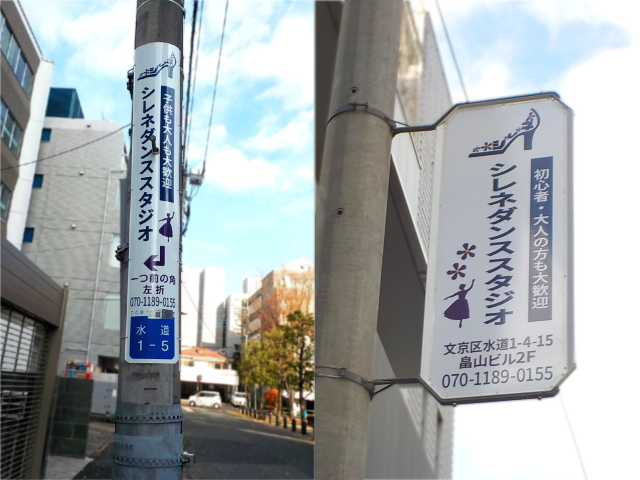 子供も大人も大歓迎
シレネダンススタジオ
一つ前の角
左折
070-1189-0155
水道
1-5
初心者・大人の方も大歓迎
シレネダンススタジオ
文京区水道1-4-15
畠山ビル2F
070-1189-0155